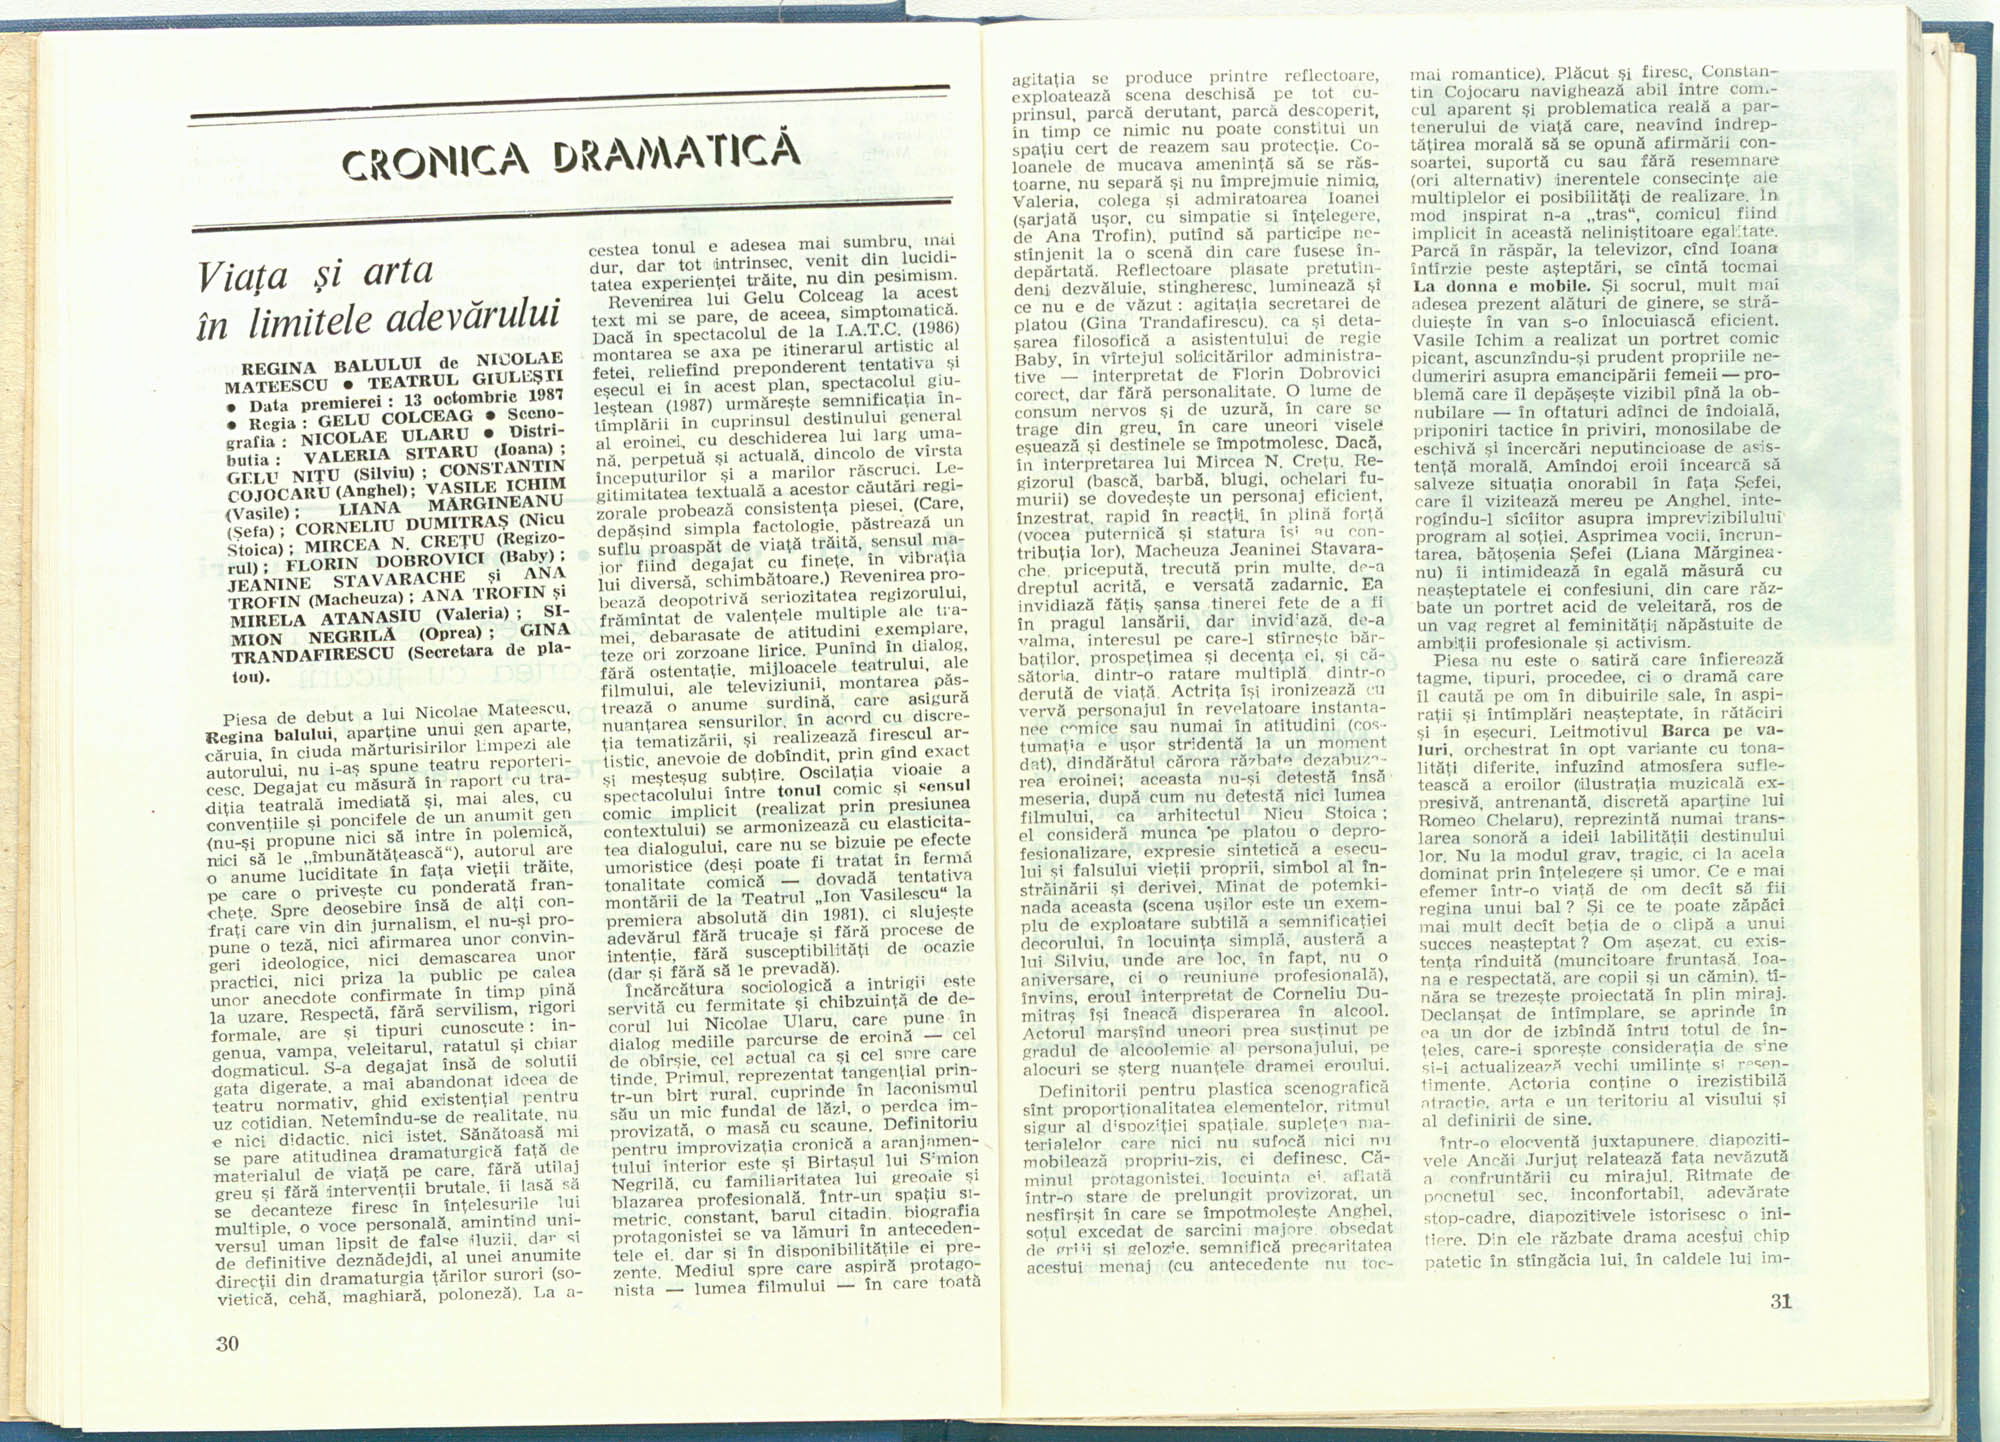 CRONICA DRAMATICĂ
Viața și arta
în limitele adevărului
REGINA BALULUI de NICOLAE
MATEESCU • TEATRUL GIULEȘTI
• Data premierei : 13 octombrie 1987
• Regia : GELU COLCEAG • Sceno-
grafia : NICOLAE ULARU • Distri-
buția : VALERIA SITARU (Ioana) ;
GELU NIȚU (Silviu) ; CONSTANTIN
COJOCARU (Anghel) ; VASILE ICHIM
(Vasile) ; LIANA MĂRGINEANU
(Șefa) ; CORNELIU DUMITRAȘ (Nicu
Stoica) ; MIRCEA N. CREȚU (Regizo-
rul) ; FLORIN DOBROVICI (Baby) ;
JEANINE STAVARACHE și ANA
TROFIN (Macheuza) ; ANA TROFIN și
MIRELA ATANASIU (Valeria) ; SI-
MION NEGRILĂ (Oprea) ; GINA
TRANDAFIRESCU (Secretara de pla-
tou).
Piesa de debut a lui Nicolae Mateescu,
Regina balului, aparține unui gen aparte,
căruia, în ciuda mărturisirilor limpezi ale
autorului, nu i-aș spune teatru reporteri-
cesc. Degajat cu măsură în raport cu tra-
diția teatrală imediată și, mai ales, cu
convențiile și poncifele de un anumit gen
(nu-și propune nici să intre în polemică,
nici să le „îmbunătățească“), autorul are
o anume luciditate în fața vieții trăite,
pe care o privește cu ponderată fran-
chețe. Spre deosebire însă de alți con-
frați care vin din jurnalism, el nu-și pro-
pune o teză, nici afirmarea unor convin-
geri ideologice, nici demascarea unor
practici, nici priza la public pe calea
unor anecdote confirmate în timp pînă
la uzare. Respectă, fără servilism, rigori
formale, are și tipuri cunoscute : in-
genua, vampa, veleitarul, ratatul și chiar
dogmaticul. S-a degajat însă de soluții
gata digerate, a mai abandonat ideea de
teatru normativ, ghid existențial pentru
uz cotidian. Netemîndu-se de realitate, nu
e nici didactic, nici istet. Sănătoasă mi
se pare atitudinea dramaturgică față de
materialul de viață pe care, fără utilaj
greu și fără intervenții brutale, îi lasă să
se decanteze firesc în înțelesurile lui
multiple, o voce personală, amintind uni-
versul uman lipsit de false iluzii, dar și
de definitive deznădejdi, al unei anumite
direcții din dramaturgia țărilor surori (so-
vietică, cehă, maghiară, poloneză). La a-
30
cestea tonul e adesea mai sumbru, mai
dur, dar tot intrinsec, venit din lucidi-
tatea experienței trăite, nu din pesimism.
Revenirea lui Gelu Colceag la acest
text mi se pare, de aceea, simptomatică.
Dacă în spectacolul de la I.A.T.C. (1986)
montarea se axa pe itinerarul artistic al
fetei, reliefînd preponderent tentativa și
eșecul ei în acest plan, spectacolul giu-
leștean (1987) urmărește semnificația în-
tîmplării în cuprinsul destinului general
al eroinei, cu deschiderea lui larg uma-
nă, perpetuă și actuală, dincolo de vîrsta
începuturilor și a marilor răscruci. Le-
gitimitatea textuală a acestor căutări regi-
zorale probează consistența piesei. (Care,
depășind simpla factologie, păstrează un
suflu proaspăt de viață trăită, sensul ma-
jor fiind degajat cu finețe, în vibrația
lui diversă, schimbătoare.) Revenirea pro-
bează deopotrivă seriozitatea regizorului,
frămîntat de valențele multiple ale tra-
mei, debarasate de atitudini exemplare,
teze ori zorzoane lirice. Punînd în dialog,
fără ostentație, mijloacele teatrului, ale
filmului, ale televiziunii, montarea păs-
trează o anume surdină, care asigură
nuanțarea sensurilor, în acord cu discre-
ția tematizării, și realizează firescul ar-
tistic, anevoie de dobîndit, prin gînd exact
și meșteșug subțire. Oscilația vioaie a
spectacolului între tonul comic și sensul
comic implicit (realizat prin presiunea
contextului) se armonizează cu elasticita-
tea dialogului, care nu se bizuie pe efecte
umoristice (deși poate fi tratat în fermă
tonalitate comică — dovadă tentativa
montării de la Teatrul „Ion Vasilescu“ la
premiera absolută din 1981), ci slujește
adevărul fără trucaje și fără procese de
intenție, fără susceptibilități de ocazie
(dar și fără să le prevadă).
Încărcătura sociologică a intrigii este
servită cu fermitate și chibzuință de de-
corul lui Nicolae Ularu, care pune în
dialog mediile parcurse de eroină — cel
de obîrșie, cel actual ca și cel spre care
tinde. Primul, reprezentat tangențial prin-
tr-un birt rural, cuprinde în laconismul
său un mic fundal de lăzi, o perdea im-
provizată, o masă cu scaune. Definitoriu
pentru improvizația cronică a aranjamen-
tului interior este și Birtașul lui Simion
Negrilă, cu familiaritatea lui greoaie și
blazarea profesională. Într-un spațiu si-
metric, constant, barul citadin, biografia
protagonistei se va lămuri în anteceden-
tele ei, dar și în disponibilitățile ei pre-
zente. Mediul spre care aspiră protago-
nista — lumea filmului — în care toată
agitația se produce printre reflectoare,
exploatează scena deschisă pe tot cu-
prinsul, parcă derutant, parcă descoperit,
în timp ce nimic nu poate constitui un
spațiu cert de reazem sau protecție. Co-
loanele de mucava amenință să se răs-
toarne, nu separă și nu împrejmuie nimic,
Valeria, colega și admiratoarea Ioanei
(șarjată ușor, cu simpatie si înțelegere,
de Ana Trofin), putînd să participe ne-
stînjenit la o scenă din care fusese în-
depărtată. Reflectoare plasate pretutin-
deni dezvăluie, stingheresc, luminează și
ce nu e de văzut : agitația secretarei de
platou (Gina Trandafirescu), ca și deta-
șarea filosofică a asistentului de regie
Baby, în vîrtejul solicitărilor administra-
tive — interpretat de Florin Dobrovici
corect, dar fără personalitate. O lume de
consum nervos și de uzură, în care se
trage din greu, în care uneori visele
eșuează și destinele se împotmolesc. Dacă,
în interpretarea lui Mircea N. Crețu, Re-
gizorul (bască, barbă, blugi, ochelari fu-
murii) se dovedește un personaj eficient,
înzestrat, rapid în reacții, în plină forță
(vocea puternică și statura își au con-
tribuția lor), Macheuza Jeaninei Stavara-
che, pricepută, trecută prin multe, de-a
dreptul acrită, e versată zadarnic. Ea
invidiază fățiș șansa tinerei fete de a fi
în pragul lansării, dar invidiază, de-a
valma, interesul pe care-l stîrnește băr-
baților, prospețimea și decența ei, și că-
sătoria, dintr-o ratare multiplă dintr-o
derută de viață. Actrița își ironizează cu
vervă personajul în revelatoare instanta-
nee comice sau numai în atitudini (cos-
tumația e ușor stridentă la un moment
dat), dindărătul cărora răzbate dezabuza-
rea eroinei; aceasta nu-și detestă însă
meseria, după cum nu detestă nici lumea
filmului, ca arhitectul Nicu Stoica ;
el consideră munca pe platou o depro-
fesionalizare, expresie sintetică a eșecu-
lui și falsului vieții proprii, simbol al în-
străinării și derivei. Minat de potemki-
nada aceasta (scena ușilor este un exem-
plu de exploatare subtilă a semnificației
decorului, în locuința simplă, austeră a
lui Silviu, unde are loc, în fapt, nu o
aniversare, ci o reuniune profesională),
învins, eroul interpretat de Corneliu Du-
mitraș își îneacă disperarea în alcool.
Actorul marșînd uneori prea susținut pe
gradul de alcoolemie al personajului, pe
alocuri se șterg nuanțele dramei eroului.
Definitorii pentru plastica scenografică
sînt proporționalitatea elementelor, ritmul
sigur al dispoziției spațiale, suplețea ma-
terialelor care nici nu sufocă nici nu
mobilează propriu-zis, ci definesc. Că-
minul protagonistei, locuința ei, aflată
într-o stare de prelungit provizorat, un
nesfîrșit în care se împotmolește Anghel,
soțul excedat de sarcini majore, obsedat
de griji și gelozie, semnifică precaritatea
acestui menaj (cu antecedente nu toc-
mai romantice). Plăcut și firesc, Constan-
tin Cojocaru navighează abil între comi-
cul aparent și problematica reală a par-
tenerului de viață care, neavînd îndrep-
tățirea morală să se opună afirmării con-
soartei, suportă cu sau fără resemnare
(ori alternativ) inerentele consecințe ale
multiplelor ei posibilități de realizare. În
mod inspirat n-a „tras“, comicul fiind
implicit în această neliniștitoare egalitate.
Parcă în răspăr, la televizor, cînd Ioana
întîrzie peste așteptări, se cîntă tocmai
La donna e mobile. Și socrul, mult mai
adesea prezent alături de ginere, se stră-
duiește în van s-o înlocuiască eficient.
Vasile Ichim a realizat un portret comic
picant, ascunzîndu-și prudent propriile ne-
dumeriri asupra emancipării femeii — pro-
blemă care îl depășește vizibil pînă la ob-
nubilare — în oftaturi adînci de îndoială,
priponiri tactice în priviri, monosilabe de
eschivă și încercări neputincioase de asis-
tență morală. Amîndoi eroii încearcă să
salveze situația onorabil în fața Șefei,
care îl vizitează mereu pe Anghel, inte-
rogîndu-l sîcîitor asupra imprevizibilului
program al soției. Asprimea vocii, încrun-
tarea, bățoșenia Șefei (Liana Mărginea-
nu) îi intimidează în egală măsură cu
neașteptatele ei confesiuni, din care răz-
bate un portret acid de veleitară, ros de
un vag regret al feminității năpăstuite de
ambiții profesionale și activism.
Piesa nu este o satiră care înfierează
tagme, tipuri, procedee, ci o dramă care
îl caută pe om în dibuirile sale, în aspi-
rații și întîmplări neașteptate, în rătăciri
și în eșecuri. Leitmotivul Barca pe va-
luri, orchestrat în opt variante cu tona-
lități diferite, infuzînd atmosfera sufle-
tească a eroilor (ilustrația muzicală ex-
presivă, antrenantă, discretă aparține lui
Romeo Chelaru), reprezintă numai trans-
larea sonoră a ideii labilității destinului
lor. Nu la modul grav, tragic, ci la acela
dominat prin înțelegere și umor. Ce e mai
efemer într-o viață de om decît să fii
regina unui bal ? Și ce te poate zăpăci
mai mult decît beția de o clipă a unui
succes neașteptat ? Om așezat, cu exis-
tența rînduită (muncitoare fruntașă, Ioa-
na e respectată, are copii și un cămin), tî-
năra se trezește proiectată în plin miraj.
Declanșat de întîmplare, se aprinde în
ea un dor de izbîndă întru totul de în-
țeles, care-i sporește considerația de sine
și-i actualizează vechi umilințe și resen-
timente. Actoria conține o irezistibilă
atracție, arta e un teritoriu al visului și
al definirii de sine.
Într-o elocventă juxtapunere, diapoziti-
vele Ancăi Jurjuț relatează fața nevăzută
a confruntării cu mirajul. Ritmate de
pocnetul sec, inconfortabil, adevărate
stop-cadre, diapozitivele istorisesc o ini-
țiere. Din ele răzbate drama acestui chip
patetic în stîngăcia lui, în caldele lui im-
31